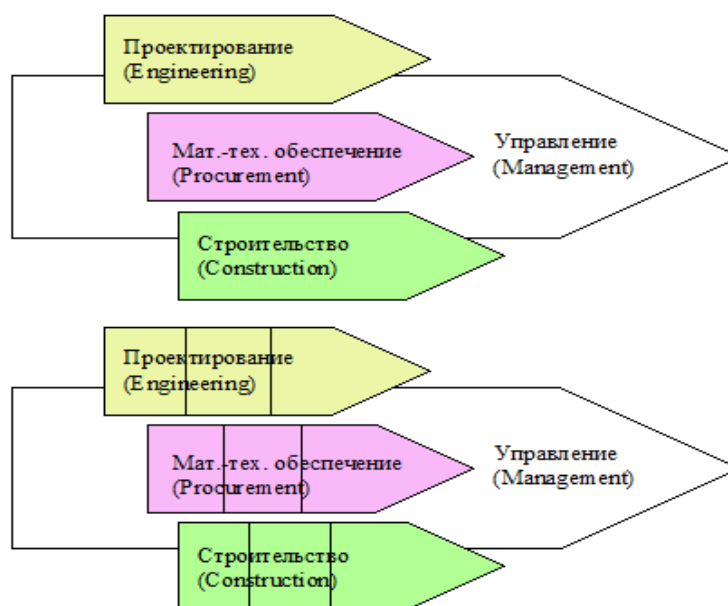 Проектирование
(Engineering)
Мат.-тех. обеспечение
(Procurement)
Управление
(Management)
Строительство
(Construction)
Проектирование
(Engineering)
Мат.-тех. обеспечение
(Procurement)
Управление
(Management)
Строительство
(Construction)